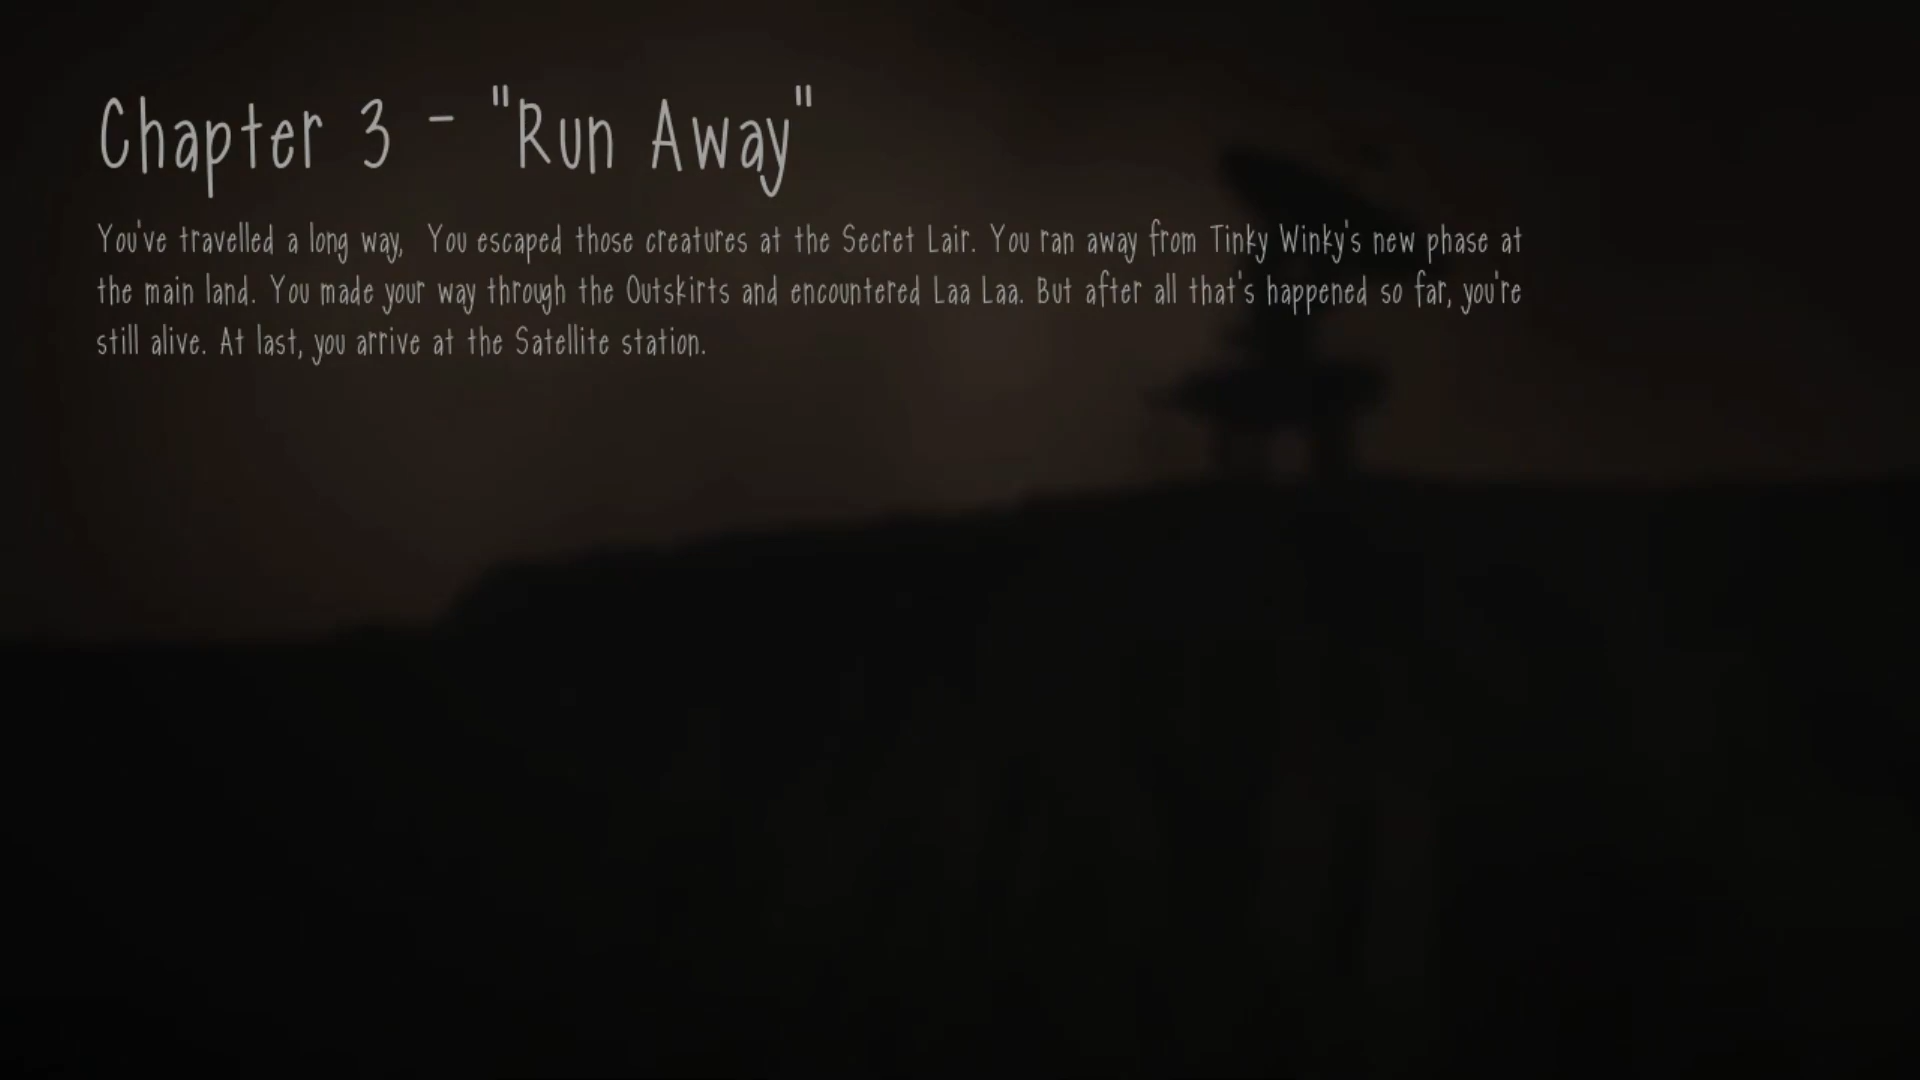 Chapter 3 - "Run Away"
You've travelled a long way,  You escaped those creatures at the Secret Lair. You ran away from Tinky Winky's new phase at
the main land. You made your way through the Outskirts and encountered Laa Laa. But after all that's happened so far, you're
still alive. At last, you arrive at the Satellite station.